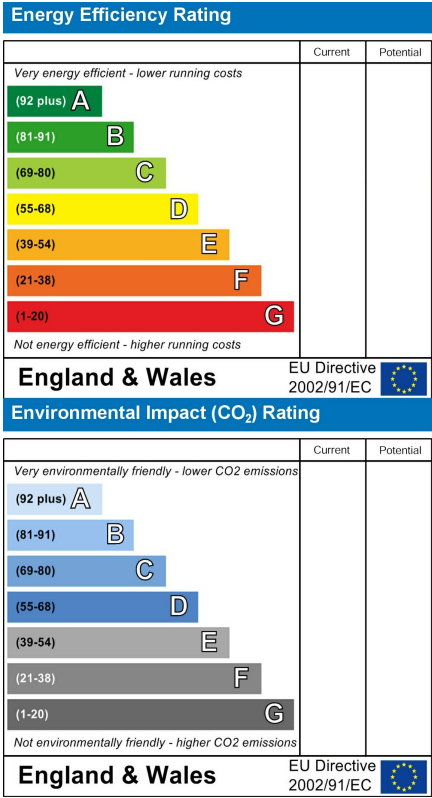 Energy Efficiency Rating
Current Potential
Very energy efficient - lower running costs
(92 plus) A
(81-91) B
(69-80) C
(55-68) D
(39-54) E
(21-38) F
(1-20) G
Not energy efficient - higher running costs
England & Wales
EU Directive
2002/91/EC
Environmental Impact (CO₂) Rating
Current Potential
Very environmentally friendly - lower CO2 emissions
(92 plus) A
(81-91) B
(69-80) C
(55-68) D
(39-54) E
(21-38) F
(1-20) G
Not environmentally friendly - higher CO2 emissions
England & Wales
EU Directive
2002/91/EC